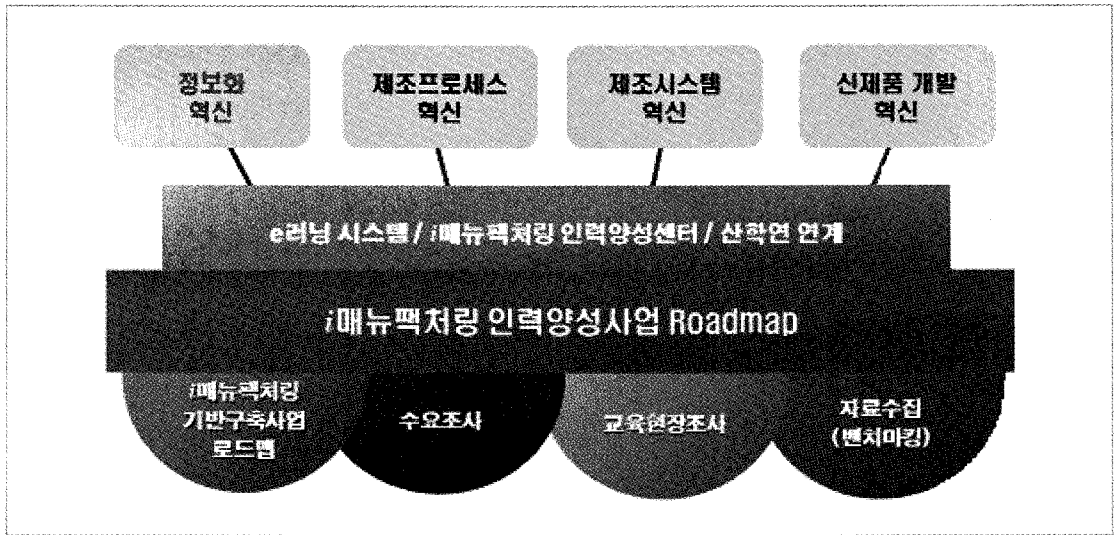 정보화
혁신
제조프로세스
혁신
제조시스템
혁신
신제품 개발
혁신
e러닝 시스템 / i매뉴팩처링 인력양성센터 / 산학연 연계
i매뉴팩처링 인력양성사업 Roadmap
i매뉴팩처링
기반구축사업
로드맵
수요조사
교육현장조사
자료수집
(벤치마킹)